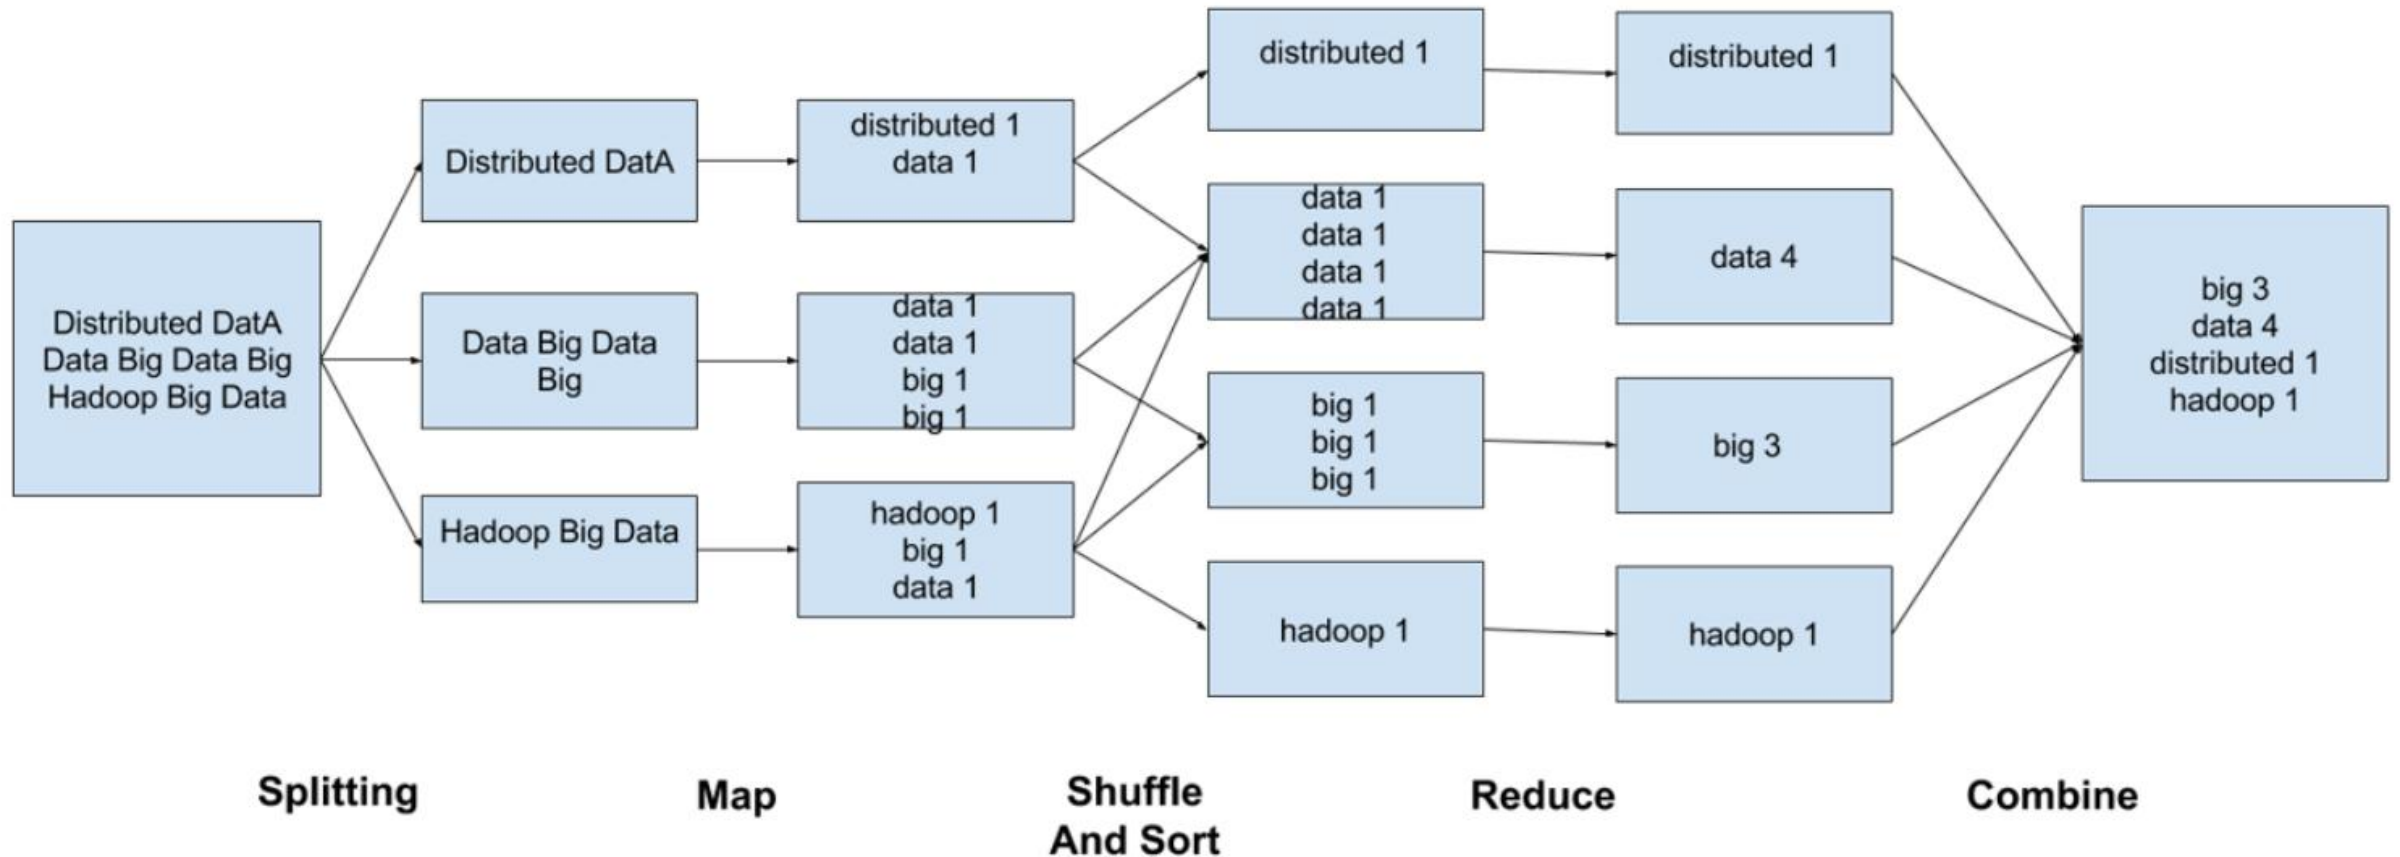 Distributed DatA
Data Big Data Big
Hadoop Big Data
Distributed DatA
Data Big Data
Big
Hadoop Big Data
distributed 1
data 1
data 1
data 1
big 1
big 1
hadoop 1
big 1
data 1
distributed 1
data 1
data 1
data 1
data 1
big 1
big 1
big 1
hadoop 1
distributed 1
data 4
big 3
hadoop 1
big 3
data 4
distributed 1
hadoop 1
Splitting
Map
Shuffle
And Sort
Reduce
Combine